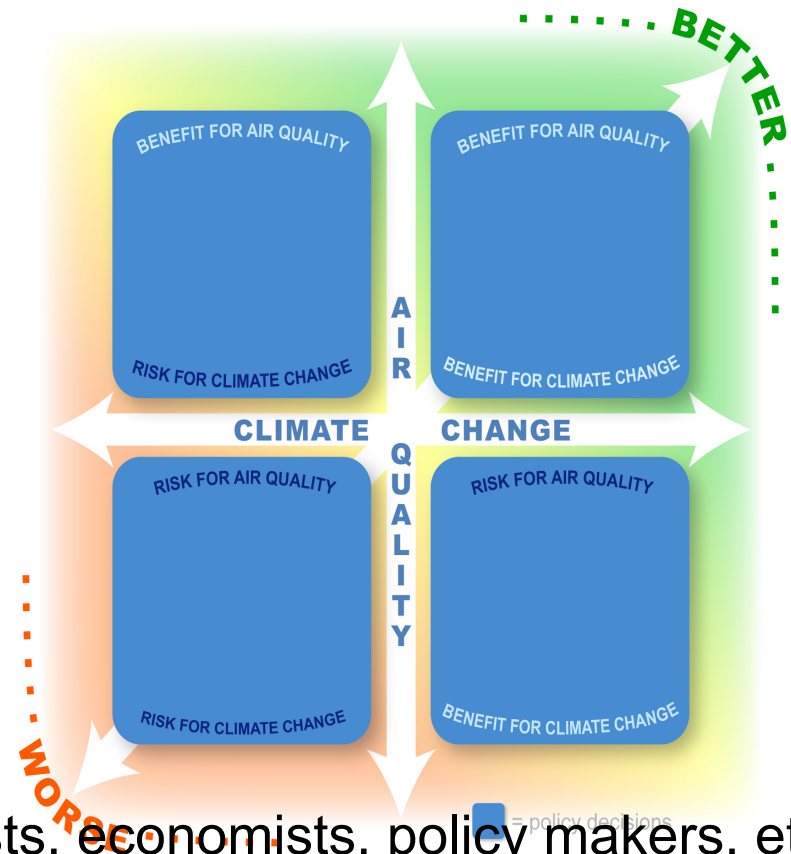 BETTER
BENEFIT FOR AIR QUALITY
BENEFIT FOR AIR QUALITY
AIR
RISK FOR CLIMATE CHANGE
BENEFIT FOR CLIMATE CHANGE
CLIMATE CHANGE
QUALITY
RISK FOR AIR QUALITY
RISK FOR AIR QUALITY
RISK FOR CLIMATE CHANGE
BENEFIT FOR CLIMATE CHANGE
WORSE
= policy decisions
economists, policy makers,